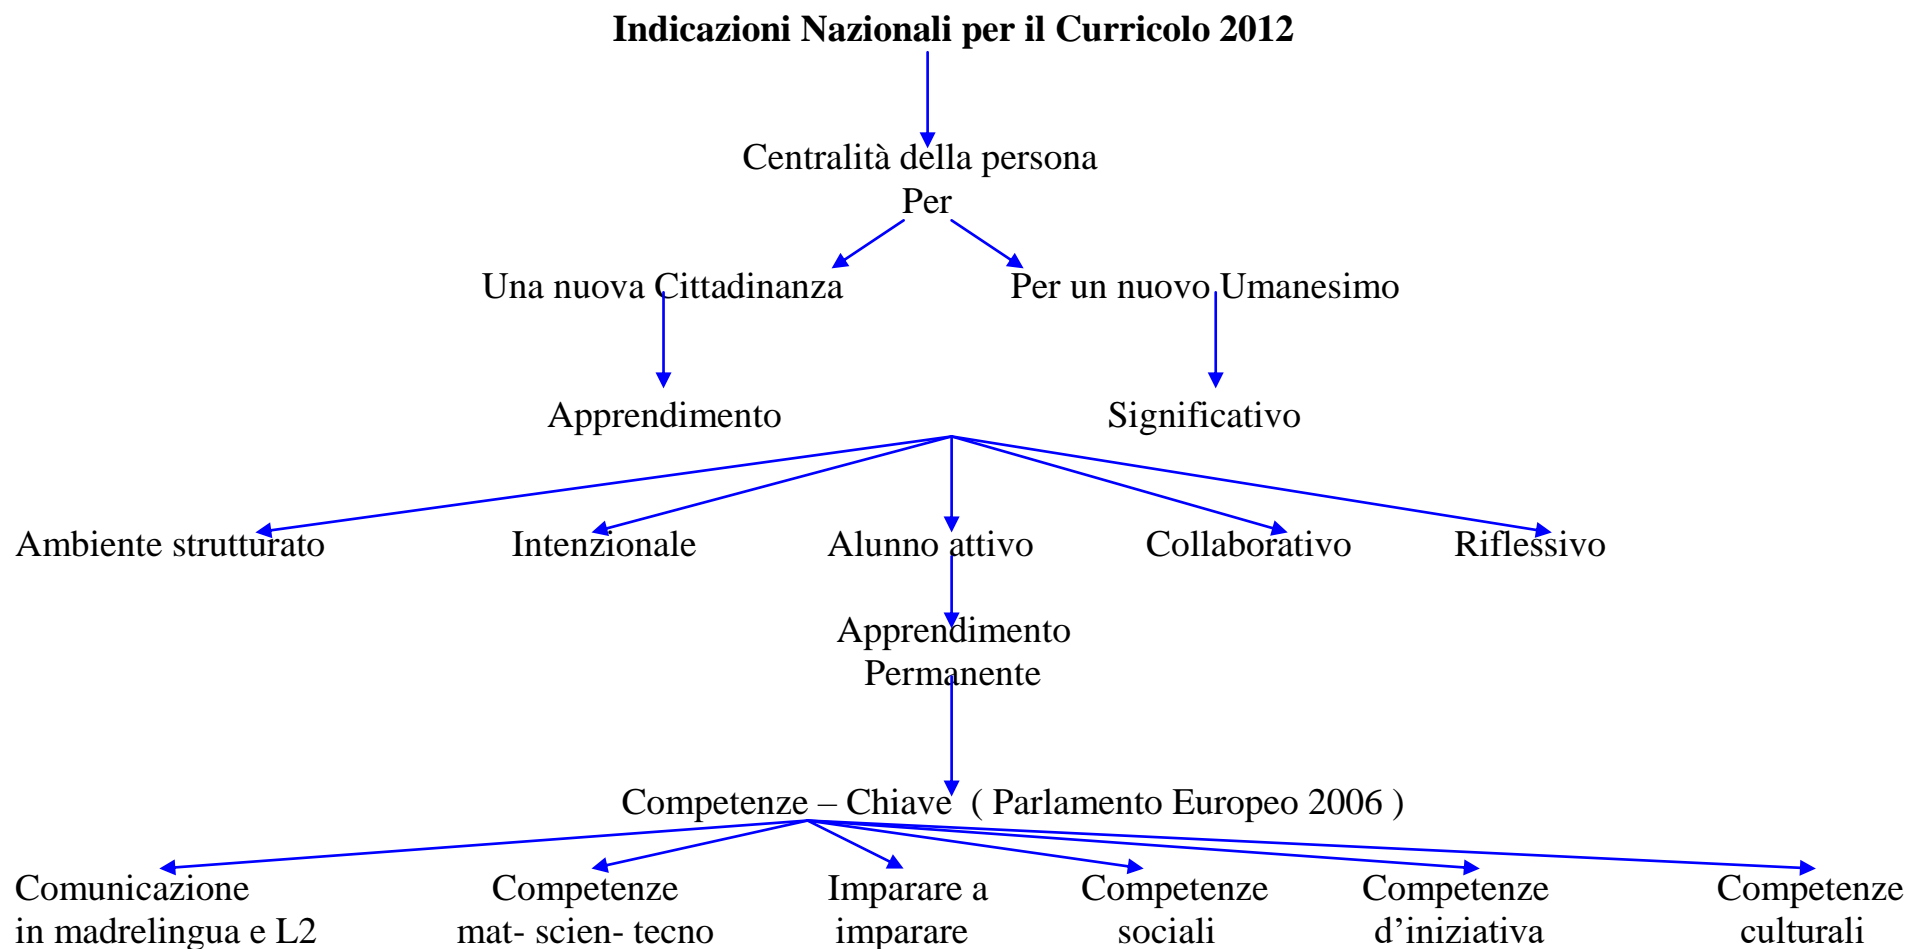 Indicazioni Nazionali per il Curricolo 2012
Centralità della persona
Per
Una nuova Cittadinanza Per un nuovo Umanesimo
Apprendimento Significativo
Ambiente strutturato Intenzionale Alunno attivo Collaborativo Riflessivo
Apprendimento
Permanente
Competenze – Chiave ( Parlamento Europeo 2006 )
Comunicazione Competenze Imparare a Competenze Competenze Competenze
in madrelingua e L2 mat- scien- tecno imparare sociali d’iniziativa culturali